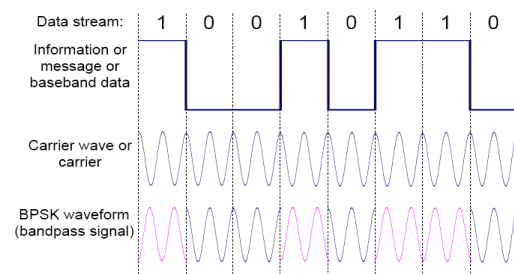 Data stream: 1 0 0 1 0 1 1 0
Information or
message or
baseband data
Carrier wave or
carrier
BPSK waveform
(bandpass signal)